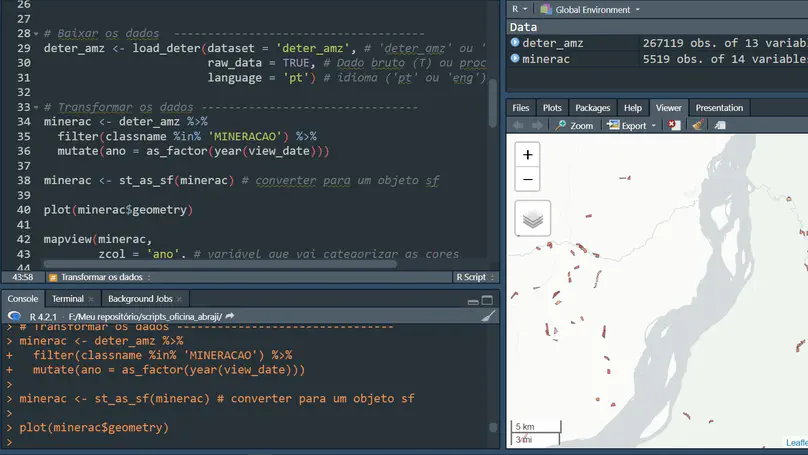 26
27
28 # Baixar os dados ------------------------------------
29 deter_amz <- load_deter(dataset = 'deter_amz', # 'deter_amz' ou '
30 raw_data = TRUE, # Dado bruto (T) ou proc
31 language = 'pt') # idioma ('pt' ou 'eng')
32
33 # Transformar os dados -------------------------------
34 minerac <- deter_amz %>%
35 filter(classname %in% 'MINERACAO') %>%
36 mutate(ano = as_factor(year(view_date)))
37
38 minerac <- st_as_sf(minerac) # converter para um objeto sf
39
40 plot(minerac$geometry)
41
42 mapview(minerac,
43 zcol = 'ano', # variável que vai categorizar as cores
44
43:58 # Transformar os dados R Script
Console Terminal Background Jobs
R 4.2.1 · F:/Meu repositório/scripts_oficina_abraji/
> # Transformar os dados -------------------------------
> minerac <- deter_amz %>%
+ filter(classname %in% 'MINERACAO') %>%
+ mutate(ano = as_factor(year(view_date)))
>
> minerac <- st_as_sf(minerac) # converter para um objeto sf
>
> plot(minerac$geometry)
>
R Global Environment
Data
deter_amz 267119 obs. of 13 variabl
minerac 5519 obs. of 14 variables
Files Plots Packages Help Viewer Presentation
Zoom Export
+
−
5 km
3 mi
Leafle